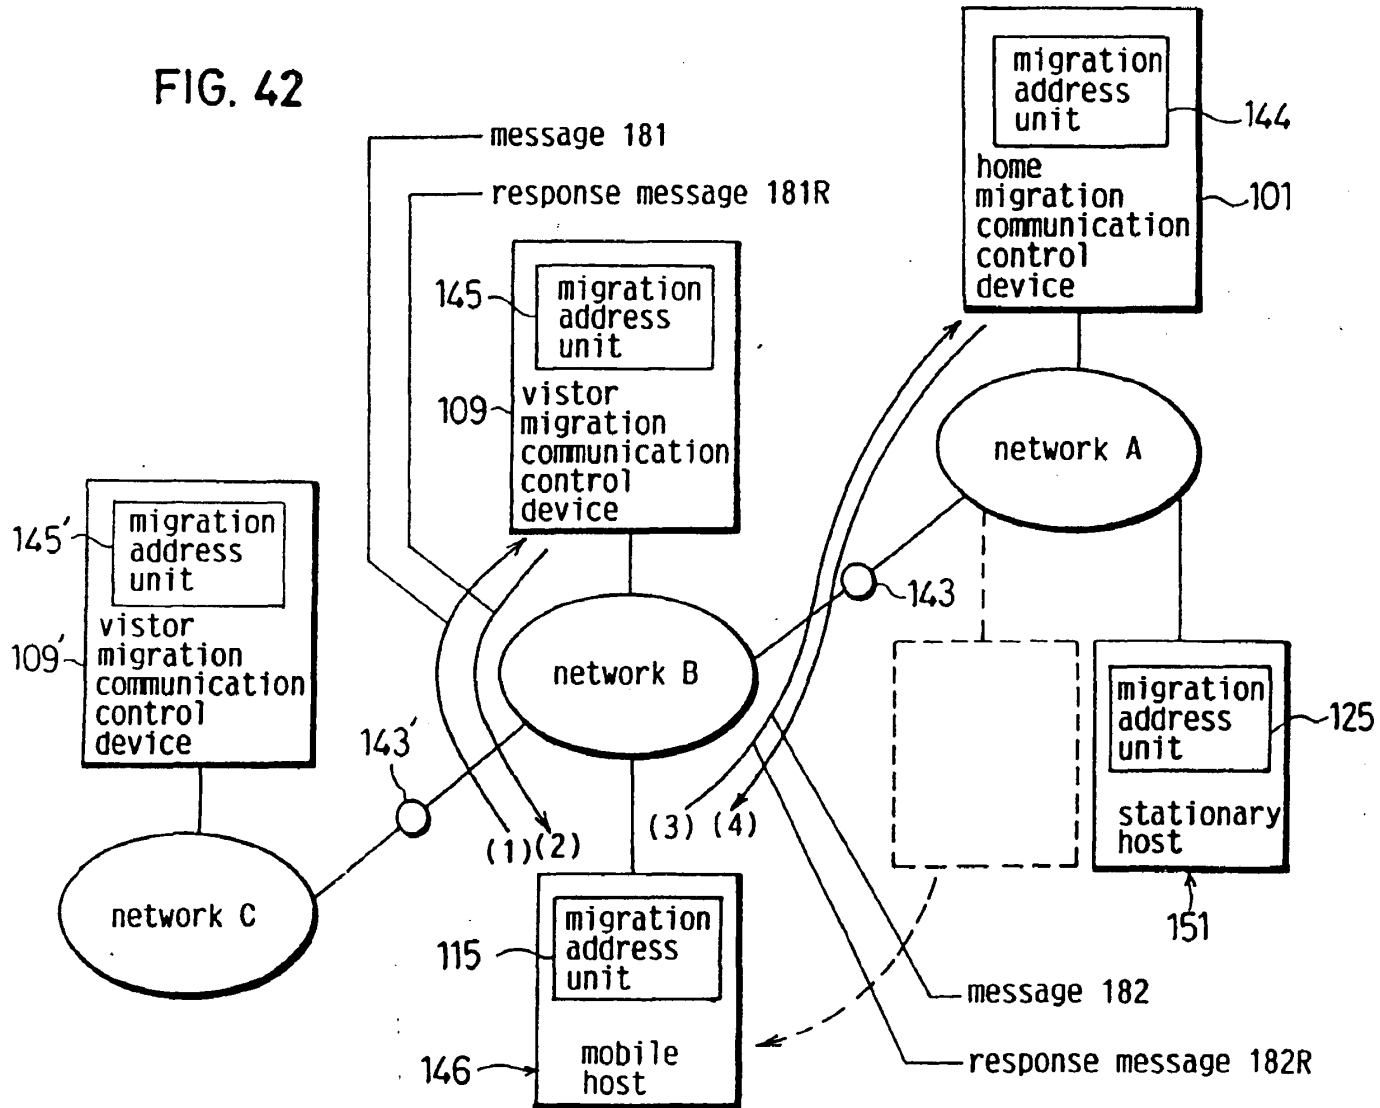 FIG. 42
message 181
response message 181R
migration
address
unit
144
home
migration
communication
control
device
101
145
migration
address
unit
109
vistor
migration
communication
control
device
network A
145'
migration
address
unit
109'
vistor
migration
communication
control
device
143
network B
143'
migration
address
unit
125
stationary
host
151
(1) (2)
(3) (4)
network C
115
migration
address
unit
146
mobile
host
message 182
response message 182R